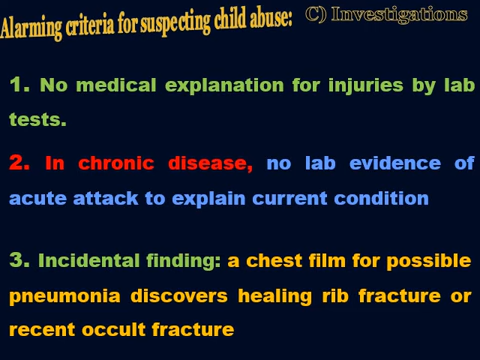 Alarming criteria for suspecting child abuse:
C) Investigations
1. No medical explanation for injuries by lab
tests.
2. In chronic disease, no lab evidence of
acute attack to explain current condition
3. Incidental finding: a chest film for possible
pneumonia discovers healing rib fracture or
recent occult fracture